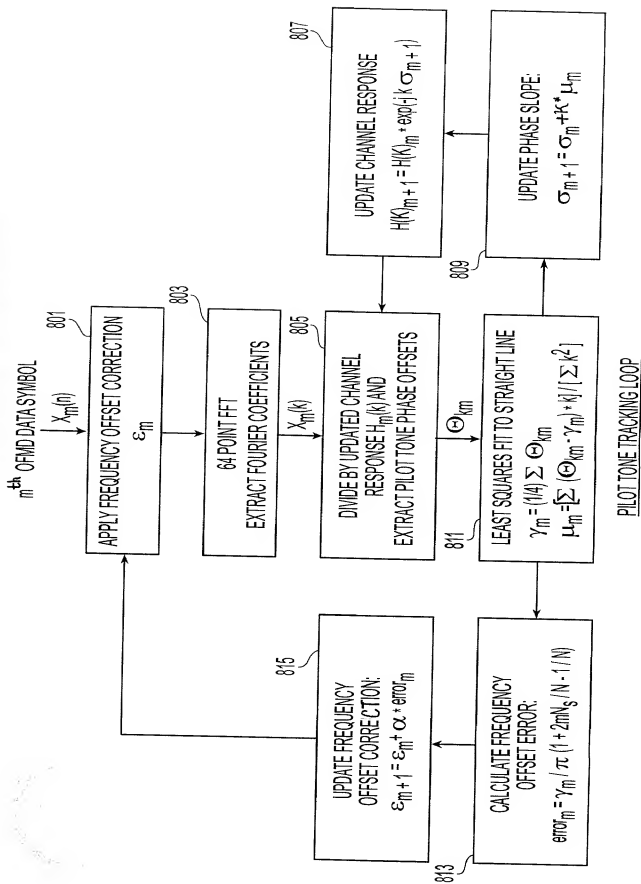 mth OFMD DATA SYMBOL
Xm(n)
801
APPLY FREQUENCY OFFSET CORRECTION
εm
803
64 POINT FFT
EXTRACT FOURIER COEFFICIENTS
Xm(k)
805
DIVIDE BY UPDATED CHANNEL
RESPONSE Hm(k) AND
EXTRACT PILOT TONE PHASE OFFSETS
Θkm
811
LEAST SQUARES FIT TO STRAIGHT LINE
γm = (1/4) Σ Θkm
μm = [Σ (Θkm - γm) * k] / [Σ k²]
807
UPDATE CHANNEL RESPONSE
H(K)m+1 = H(K)m * exp(-j k σm+1)
809
UPDATE PHASE SLOPE:
σm+1 = σm + K* μm
813
CALCULATE FREQUENCY
OFFSET ERROR:
errorm = γm / π (1+2mNs / N - 1 / N)
815
UPDATE FREQUENCY
OFFSET CORRECTION:
εm+1 = εm + α * errorm
PILOT TONE TRACKING LOOP